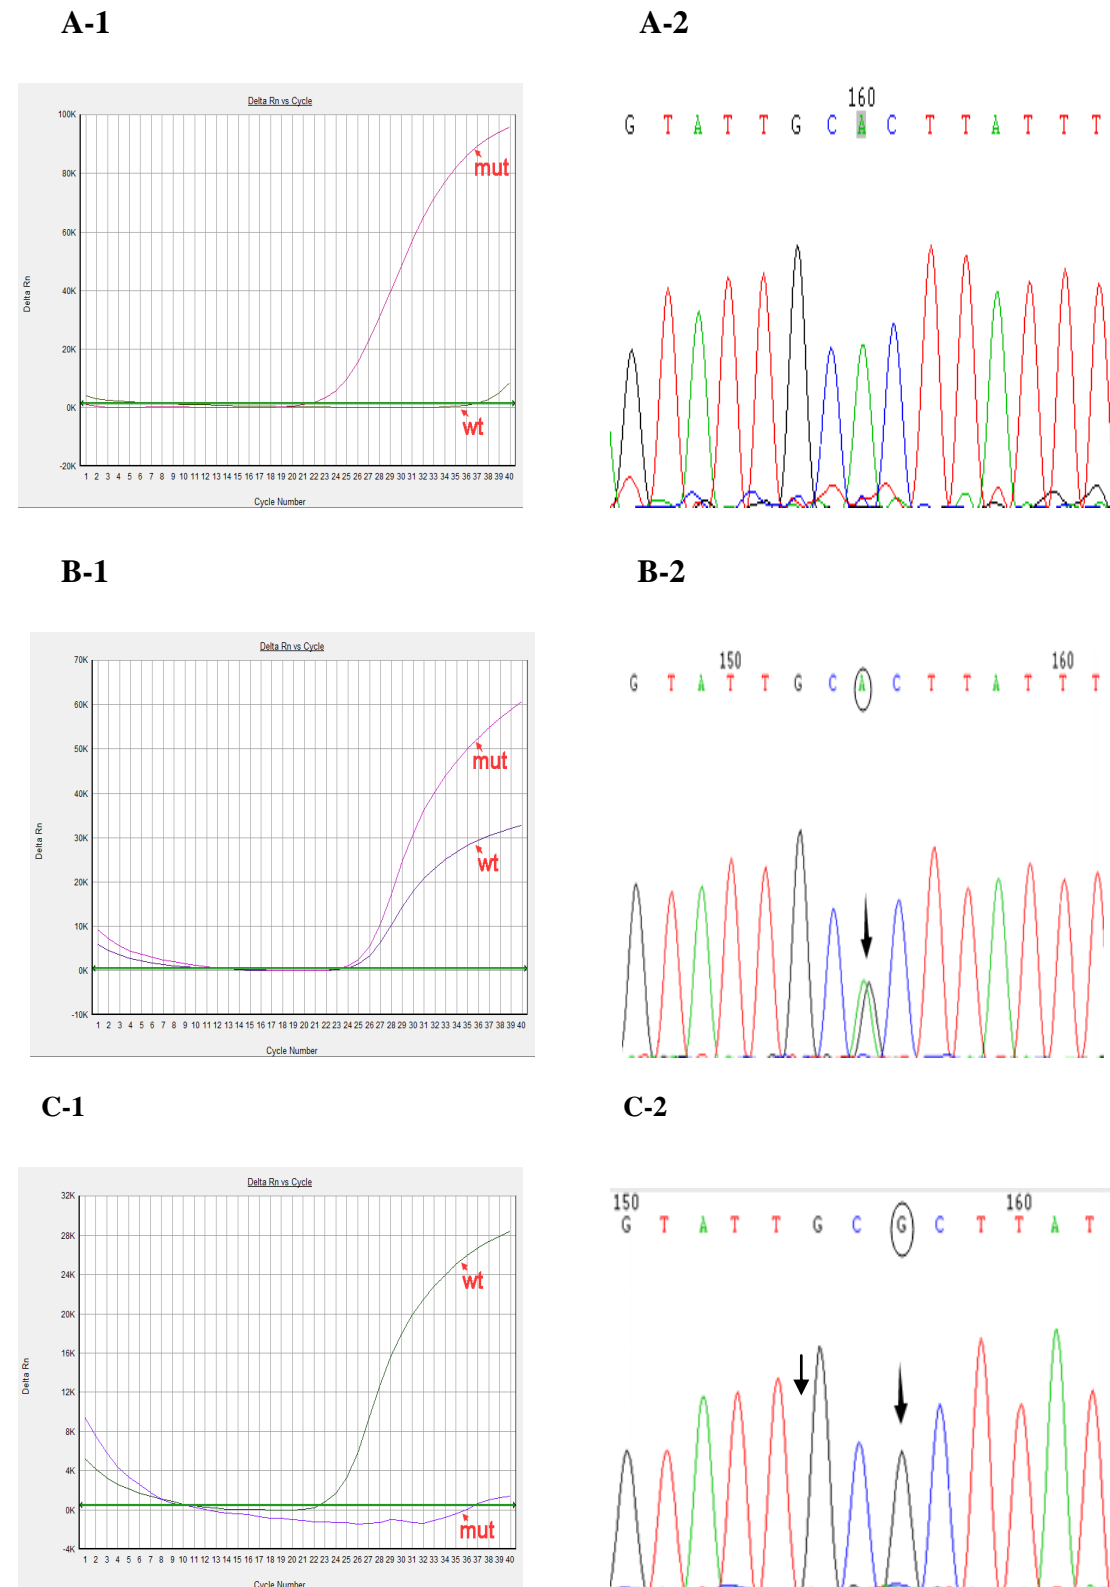 A-1
A-2
Delta Rn vs Cycle
100K
80K
60K
40K
20K
0K
-20K
Delta Rn
mut
wt
1 2 3 4 5 6 7 8 9 10 11 12 13 14 15 16 17 18 19 20 21 22 23 24 25 26 27 28 29 30 31 32 33 34 35 36 37 38 39 40
Cycle Number
160
G T A T T G C A C T T A T T T
B-1
B-2
Delta Rn vs Cycle
70K
60K
50K
40K
30K
20K
10K
0K
-10K
Delta Rn
mut
wt
1 2 3 4 5 6 7 8 9 10 11 12 13 14 15 16 17 18 19 20 21 22 23 24 25 26 27 28 29 30 31 32 33 34 35 36 37 38 39 40
Cycle Number
150 160
G T A T T G C A C T T A T T T
C-1
C-2
Delta Rn vs Cycle
32K
28K
24K
20K
16K
12K
8K
4K
0K
-4K
Delta Rn
wt
mut
1 2 3 4 5 6 7 8 9 10 11 12 13 14 15 16 17 18 19 20 21 22 23 24 25 26 27 28 29 30 31 32 33 34 35 36 37 38 39 40
Cycle Number
150 160
G T A T T G C G C T T A T